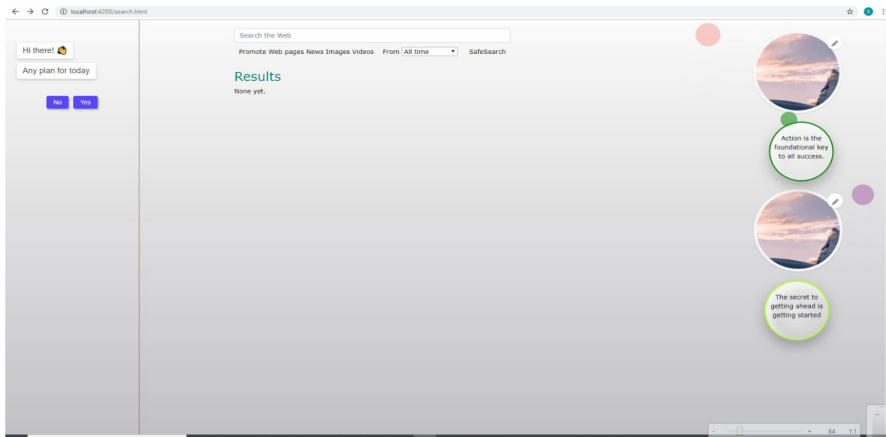 localhost:4200/search.html
Hi there!
Any plan for today
No Yes
Search the Web
Promote Web pages News Images Videos From All time SafeSearch
Results
None yet.
Action is the
foundational key
to all success.
The secret to
getting ahead is
getting started
- + 84 1:1